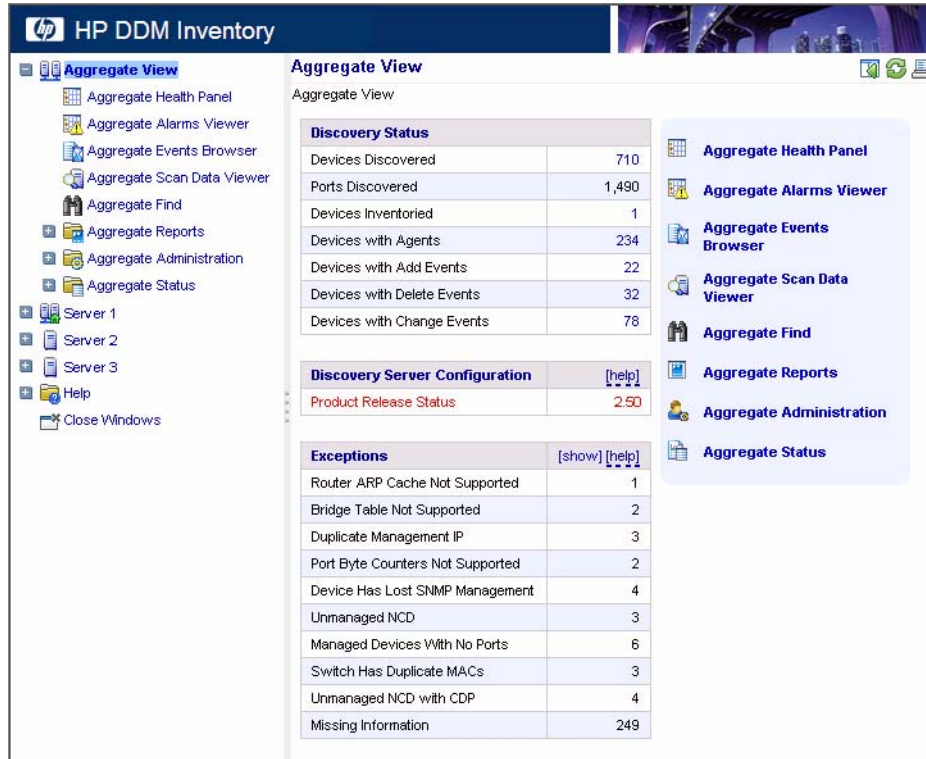 hp HP DDM Inventory
Aggregate View
Aggregate Health Panel
Aggregate Alarms Viewer
Aggregate Events Browser
Aggregate Scan Data Viewer
Aggregate Find
Aggregate Reports
Aggregate Administration
Aggregate Status
Server 1
Server 2
Server 3
Help
Close Windows
Aggregate View
Aggregate View
Discovery Status
Devices Discovered 710
Ports Discovered 1,490
Devices Inventoried 1
Devices with Agents 234
Devices with Add Events 22
Devices with Delete Events 32
Devices with Change Events 78
Discovery Server Configuration [help]
Product Release Status 2.50
Exceptions [show] [help]
Router ARP Cache Not Supported 1
Bridge Table Not Supported 2
Duplicate Management IP 3
Port Byte Counters Not Supported 2
Device Has Lost SNMP Management 4
Unmanaged NCD 3
Managed Devices With No Ports 6
Switch Has Duplicate MACs 3
Unmanaged NCD with CDP 4
Missing Information 249
Aggregate Health Panel
Aggregate Alarms Viewer
Aggregate Events
Browser
Aggregate Scan Data
Viewer
Aggregate Find
Aggregate Reports
Aggregate Administration
Aggregate Status